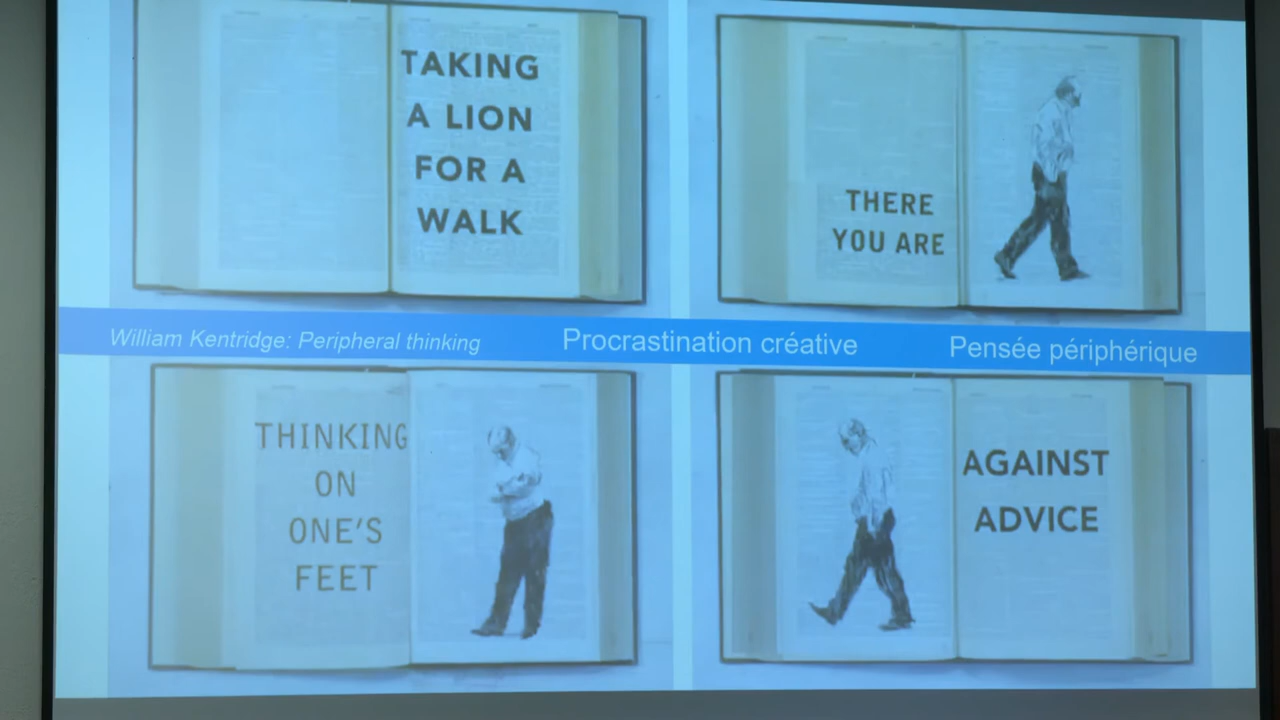 TAKING
A LION
FOR A
WALK
THERE
YOU ARE
William Kentridge: Peripheral thinking
Procrastination créative
Pensée périphérique
THINKING
ON
ONE'S
FEET
AGAINST
ADVICE